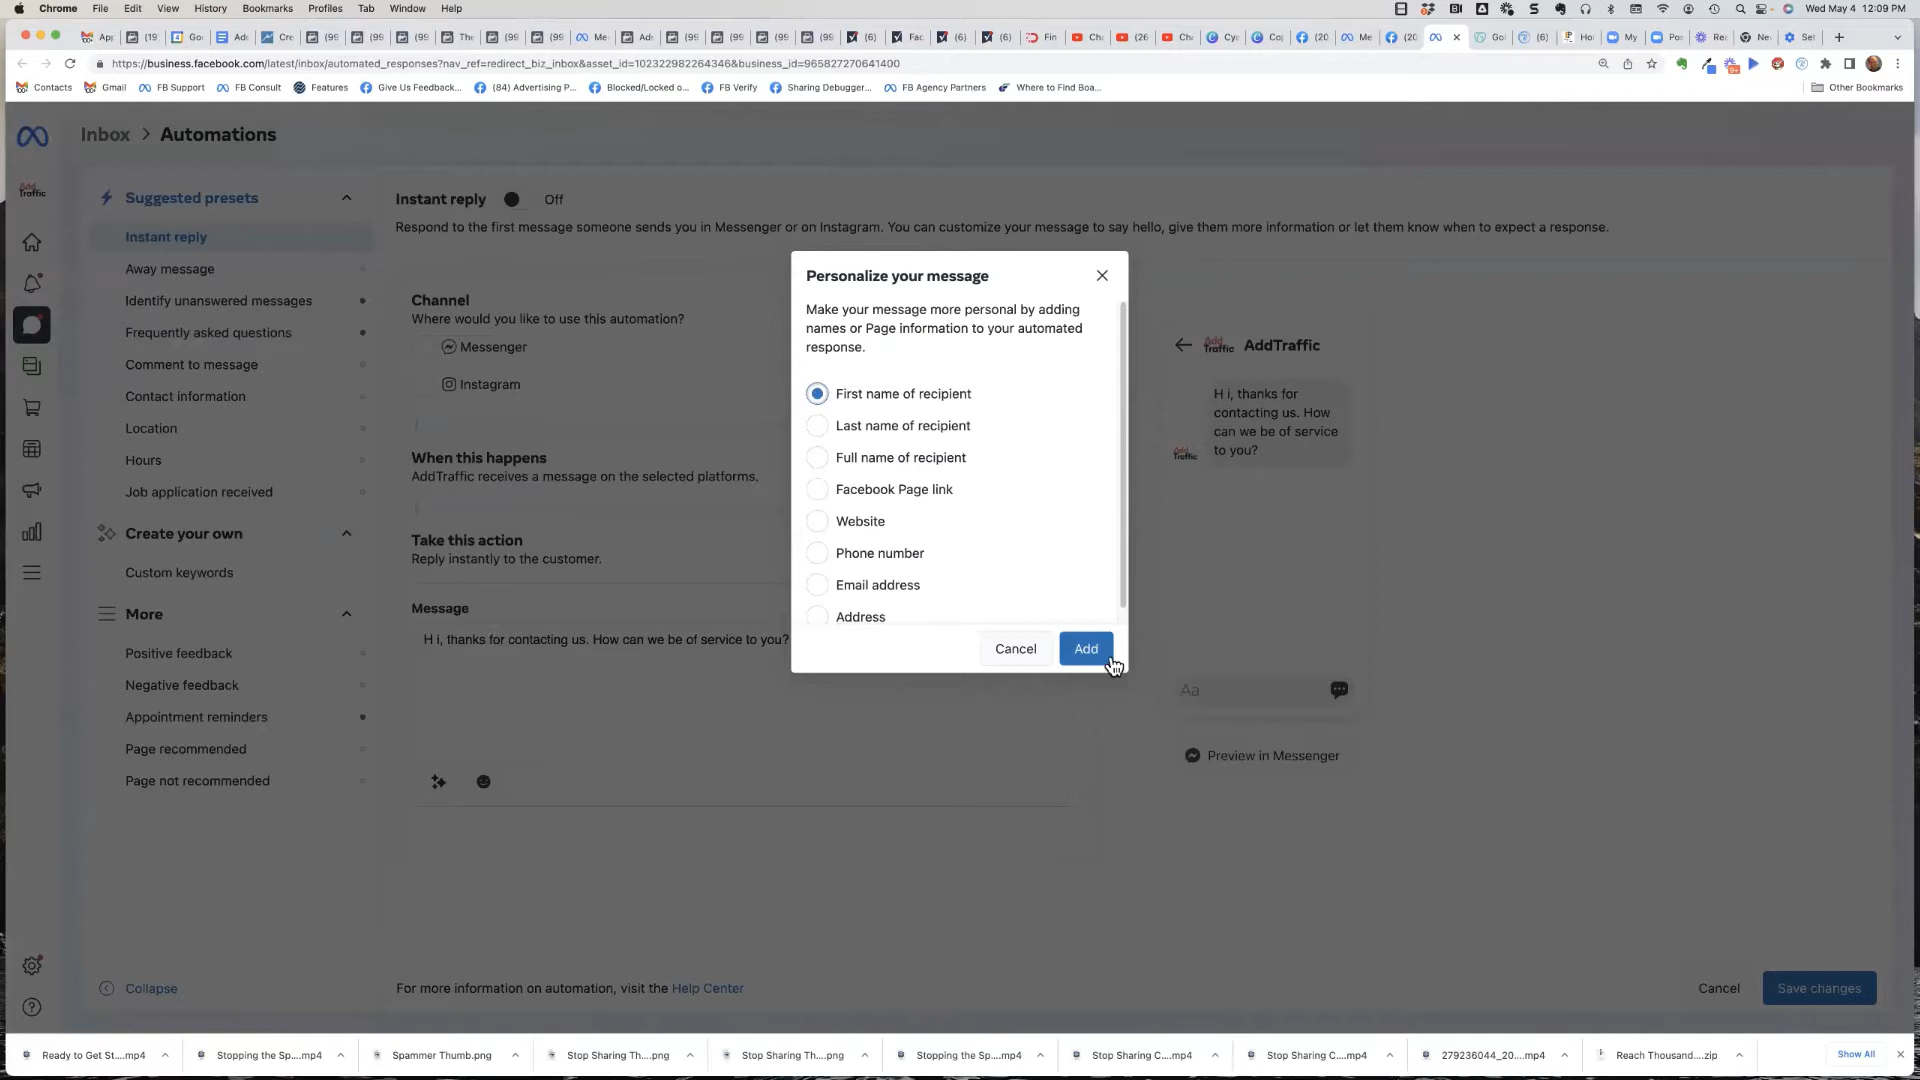 Chrome File Edit View History Bookmarks Profiles Tab Window Help Wed May 4 12:09 PM
https://business.facebook.com/latest/inbox/automated_responses?nav_ref=redirect_biz_inbox&asset_id=102322982264346&business_id=965827270641400
Contacts Gmail FB Support FB Consult Features Give Us Feedback... (84) Advertising P... Blocked/Locked o... FB Verify Sharing Debugger... FB Agency Partners Where to Find Boa... Other Bookmarks
Inbox > Automations
Add Traffic
Suggested presets
Instant reply
Away message
Identify unanswered messages
Frequently asked questions
Comment to message
Contact information
Location
Hours
Job application received
Create your own
Custom keywords
More
Positive feedback
Negative feedback
Appointment reminders
Page recommended
Page not recommended
Collapse
Instant reply Off
Respond to the first message someone sends you in Messenger or on Instagram. You can customize your message to say hello, give them more information or let them know when to expect a response.
Channel
Where would you like to use this automation?
Messenger
Instagram
When this happens
AddTraffic receives a message on the selected platforms.
Take this action
Reply instantly to the customer.
Message
H i, thanks for contacting us. How can we be of service to you?
Personalize your message
Make your message more personal by adding
names or Page information to your automated
response.
First name of recipient
Last name of recipient
Full name of recipient
Facebook Page link
Website
Phone number
Email address
Address
Cancel Add
Add Traffic AddTraffic
H i, thanks for
contacting us. How
can we be of service
to you?
Add Traffic
Aa
Preview in Messenger
For more information on automation, visit the Help Center
Cancel Save changes
Ready to Get St....mp4 Stopping the Sp....mp4 Spammer Thumb.png Stop Sharing Th....png Stop Sharing Th....png Stopping the Sp....mp4 Stop Sharing C....mp4 Stop Sharing C....mp4 279236044_20....mp4 Reach Thousand....zip Show All